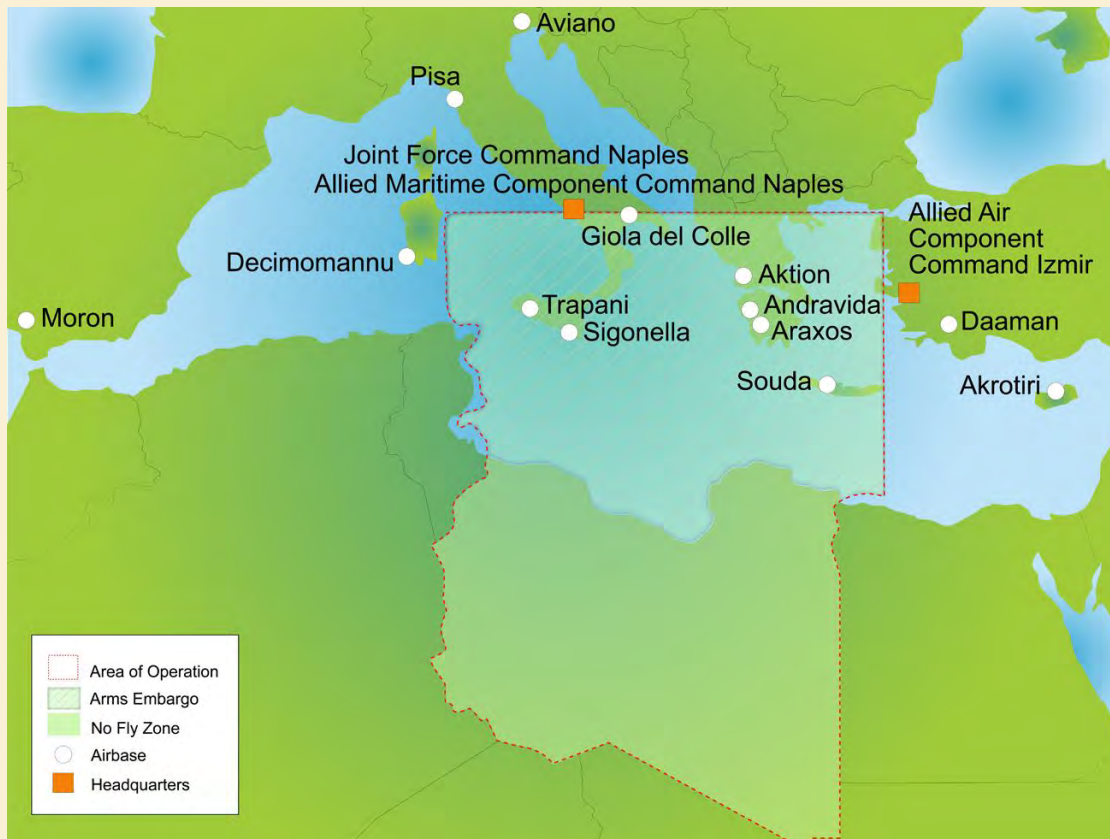 Aviano
Pisa
Joint Force Command Naples
Allied Maritime Component Command Naples
Giola del Colle
Allied Air
Component
Command Izmir
Decimomannu
Aktion
Trapani
Andravida
Moron
Sigonella
Araxos
Daaman
Souda
Akrotiri
Area of Operation
Arms Embargo
No Fly Zone
Airbase
Headquarters